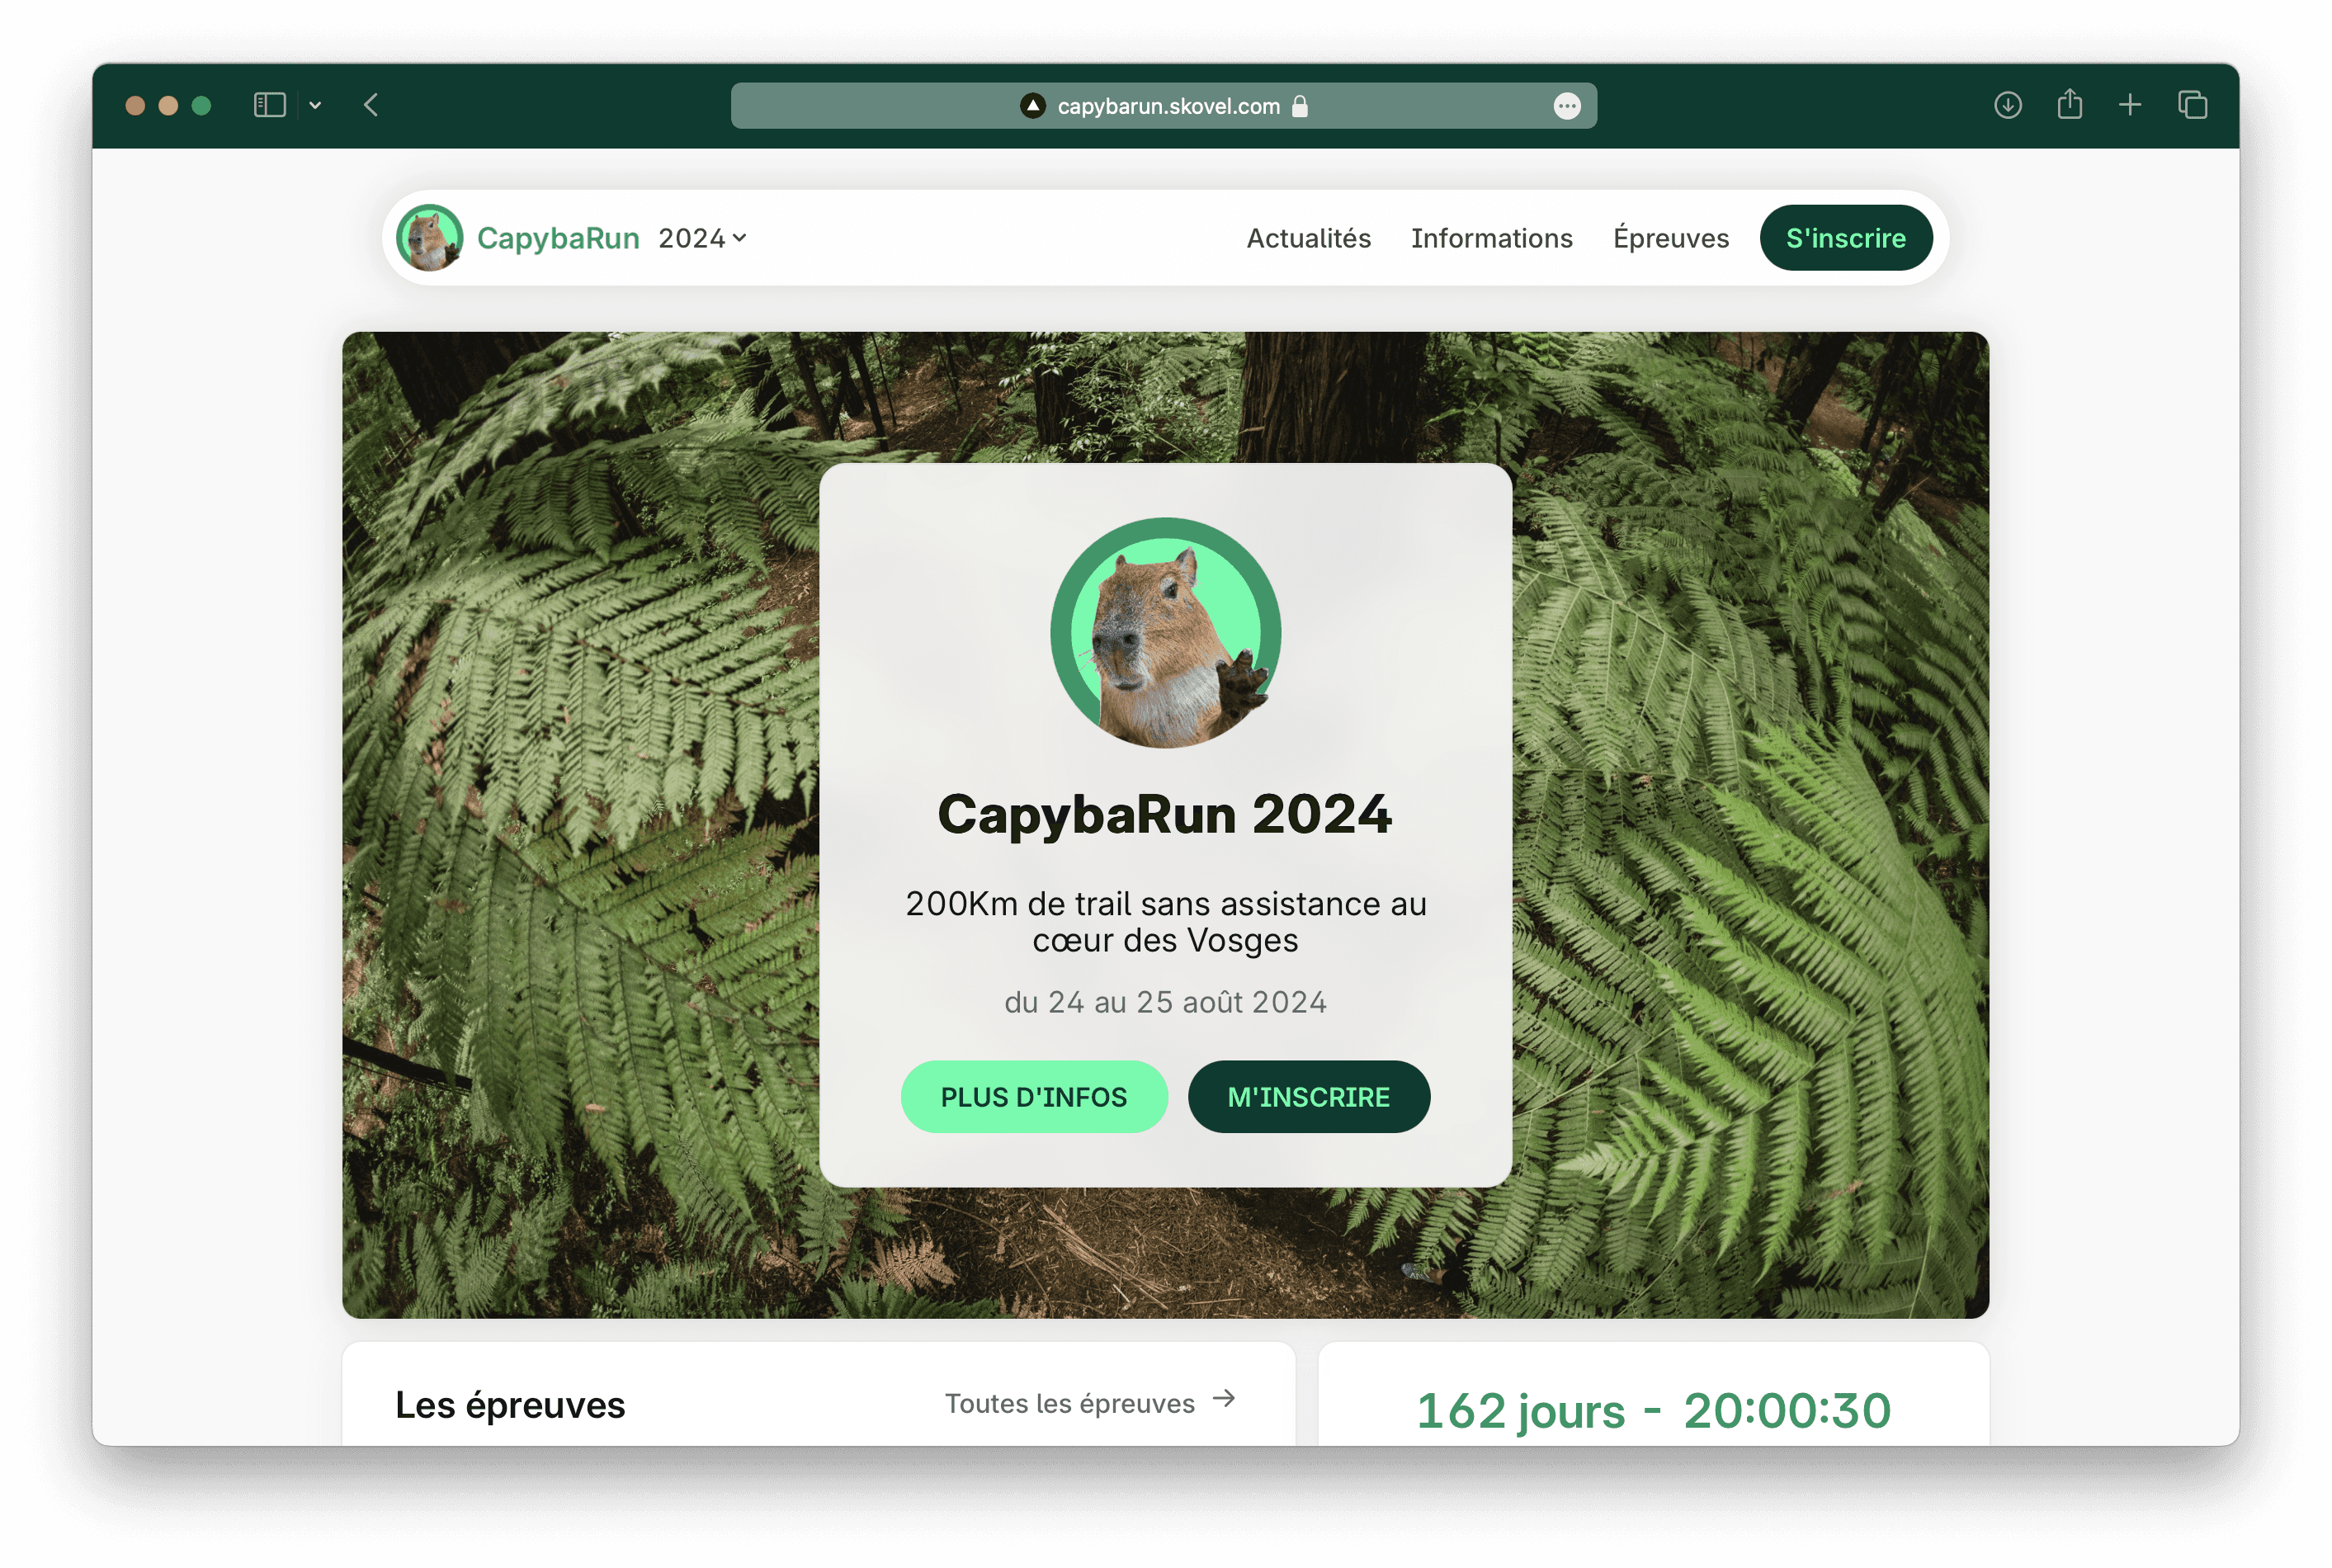 capybarun.skovel.com
CapybaRun 2024
Actualités
Informations
Épreuves
S'inscrire
CapybaRun 2024
200Km de trail sans assistance au
cœur des Vosges
du 24 au 25 août 2024
PLUS D'INFOS
M'INSCRIRE
Les épreuves
Toutes les épreuves
162 jours - 20:00:30